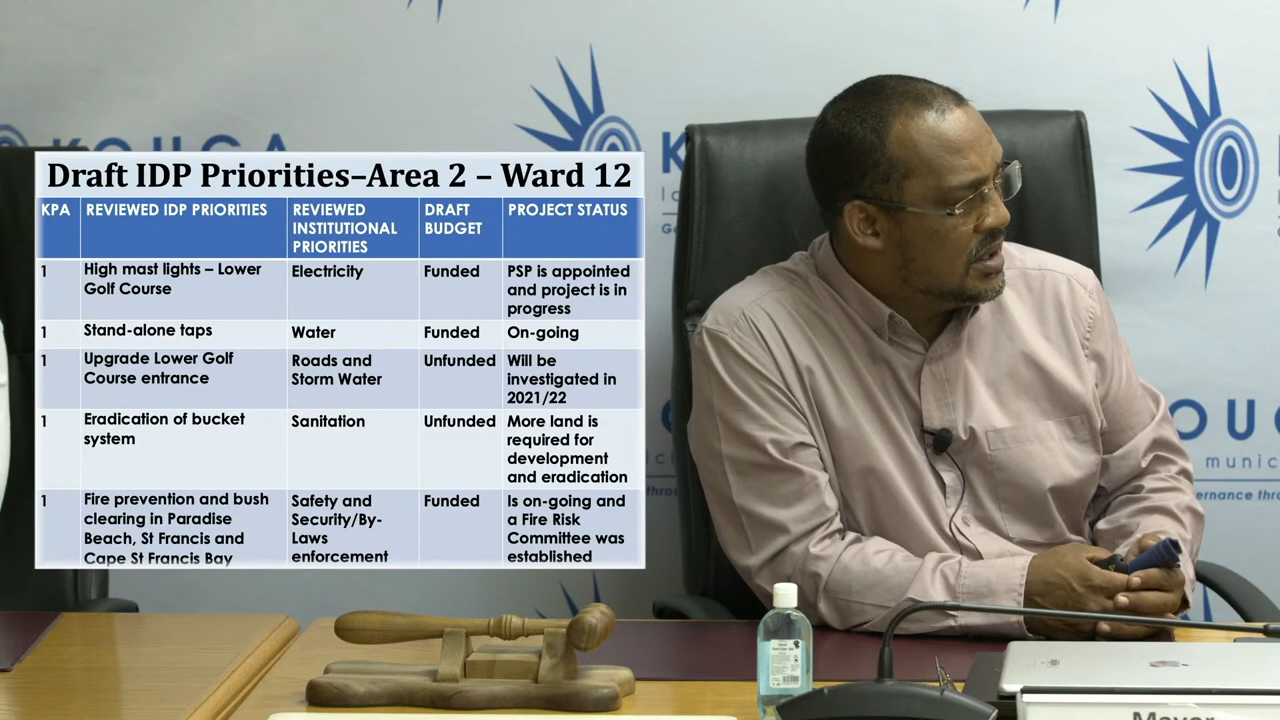 KOUGA
Draft IDP Priorities–Area 2 – Ward 12
KPA
REVIEWED IDP PRIORITIES
REVIEWED
INSTITUTIONAL
PRIORITIES
DRAFT
BUDGET
PROJECT STATUS
1
High mast lights – Lower
Golf Course
Electricity
Funded
PSP is appointed
and project is in
progress
1
Stand-alone taps
Water
Funded
On-going
1
Upgrade Lower Golf
Course entrance
Roads and
Storm Water
Unfunded
Will be
investigated in
2021/22
1
Eradication of bucket
system
Sanitation
Unfunded
More land is
required for
development
and eradication
1
Fire prevention and bush
clearing in Paradise
Beach, St Francis and
Cape St Francis Bay
Safety and
Security/By-
Laws
enforcement
Funded
Is on-going and
a Fire Risk
Committee was
established
K
OUG
munic
ernance thro
Mayor